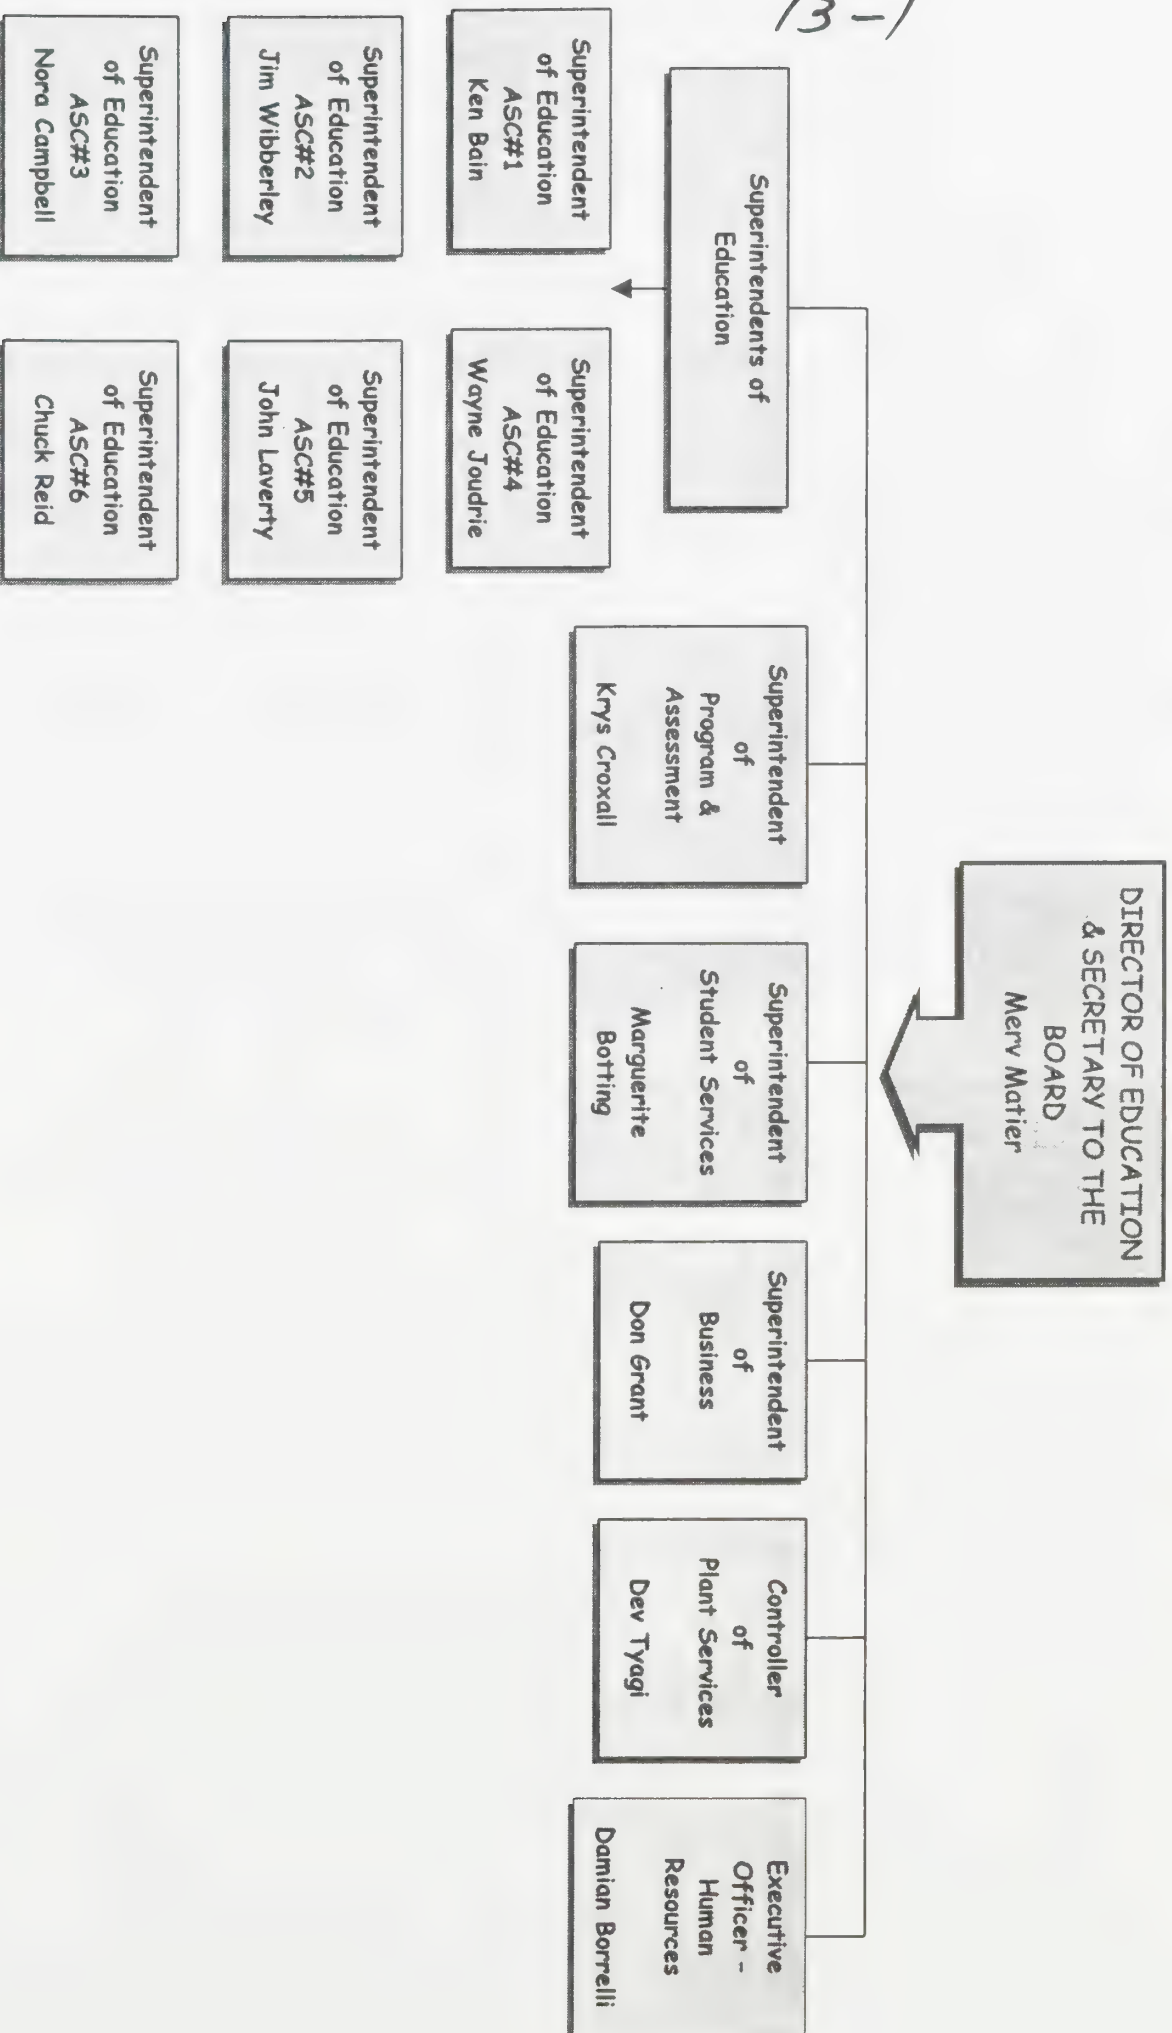 13-1
DIRECTOR OF EDUCATION
& SECRETARY TO THE
BOARD
Merv Matier
Superintendents of
Education
Superintendent
of
Program &
Assessment
Krys Croxall
Superintendent
of
Student Services
Marguerite
Botting
Superintendent
of
Business
Don Grant
Controller
of
Plant Services
Dev Tyagi
Executive
Officer -
Human
Resources
Damian Borrelli
Superintendent
of Education
ASC#1
Ken Bain
Superintendent
of Education
ASC#4
Wayne Joudrie
Superintendent
of Education
ASC#2
Jim Wibberley
Superintendent
of Education
ASC#5
John Laverty
Superintendent
of Education
ASC#3
Nora Campbell
Superintendent
of Education
ASC#6
Chuck Reid